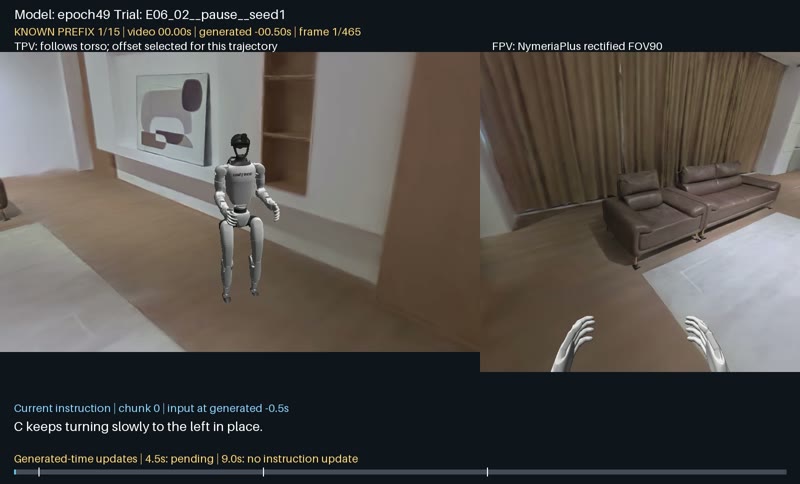 Model: epoch49 Trial: E06_02__pause__seed1
KNOWN PREFIX 1/15 | video 00.00s | generated -00.50s | frame 1/465
TPV: follows torso; offset selected for this trajectory
FPV: NymeriaPlus rectified FOV90
Current instruction | chunk 0 | input at generated -0.5s
C keeps turning slowly to the left in place.
Generated-time updates | 4.5s: pending | 9.0s: no instruction update